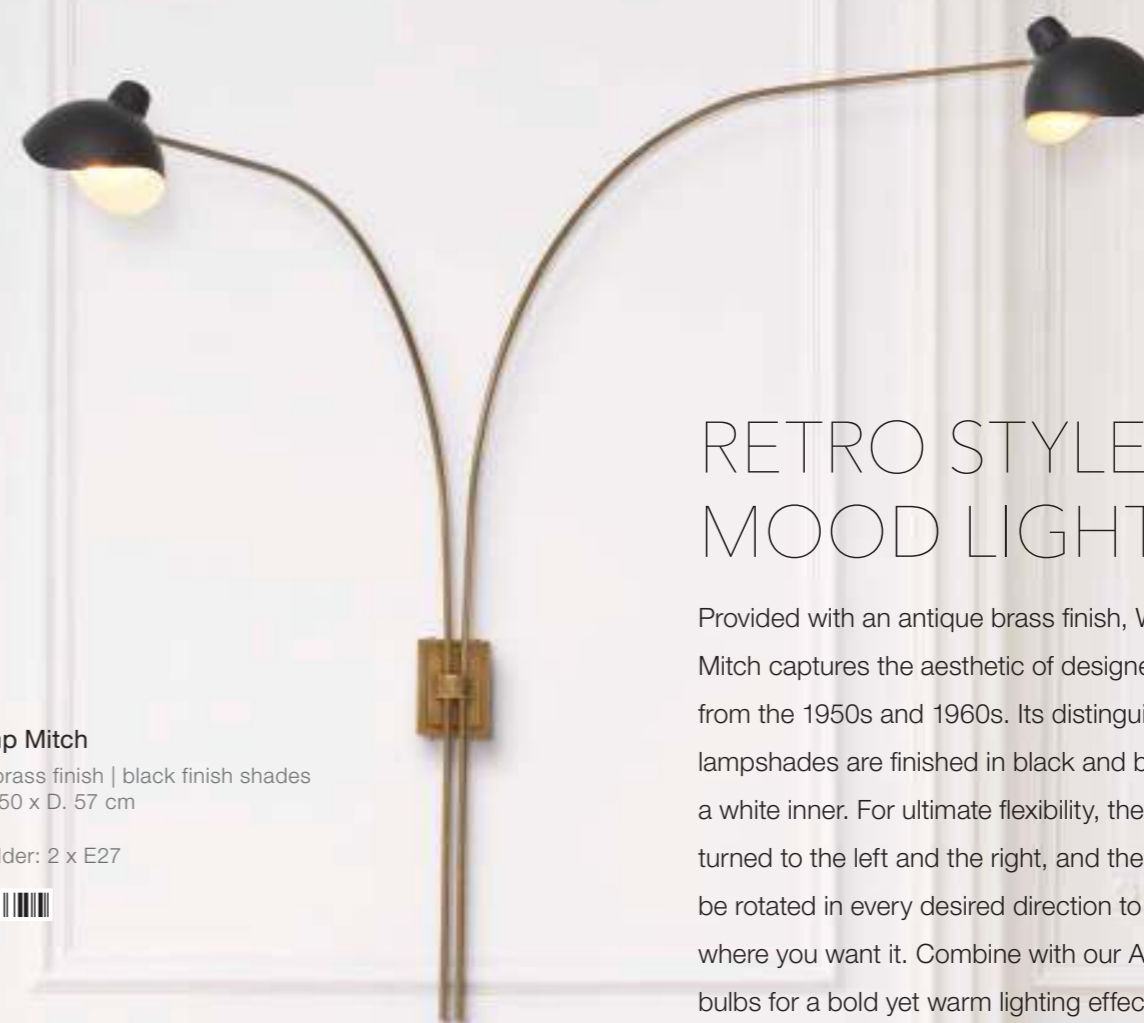 RETRO STYLE
MOOD LIGHT
Provided with an antique brass finish, W
Mitch captures the aesthetic of designe
from the 1950s and 1960s. Its distingui
lampshades are finished in black and b
a white inner. For ultimate flexibility, the
turned to the left and the right, and the
be rotated in every desired direction to
where you want it. Combine with our A
bulbs for a bold yet warm lighting effec
p Mitch
brass finish | black finish shades
50 x D. 57 cm
lder: 2 x E27